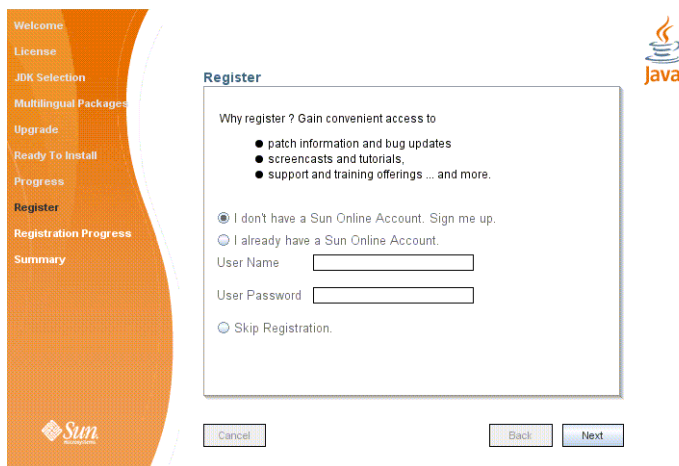 Welcome
License
JDK Selection
Multilingual Packages
Upgrade
Ready To Install
Progress
Register
Registration Progress
Summary
Sun
microsystems
Java
Register
Why register ? Gain convenient access to
patch information and bug updates
screencasts and tutorials,
support and training offerings ... and more.
I don't have a Sun Online Account. Sign me up.
I already have a Sun Online Account.
User Name
User Password
Skip Registration.
Cancel
Back
Next